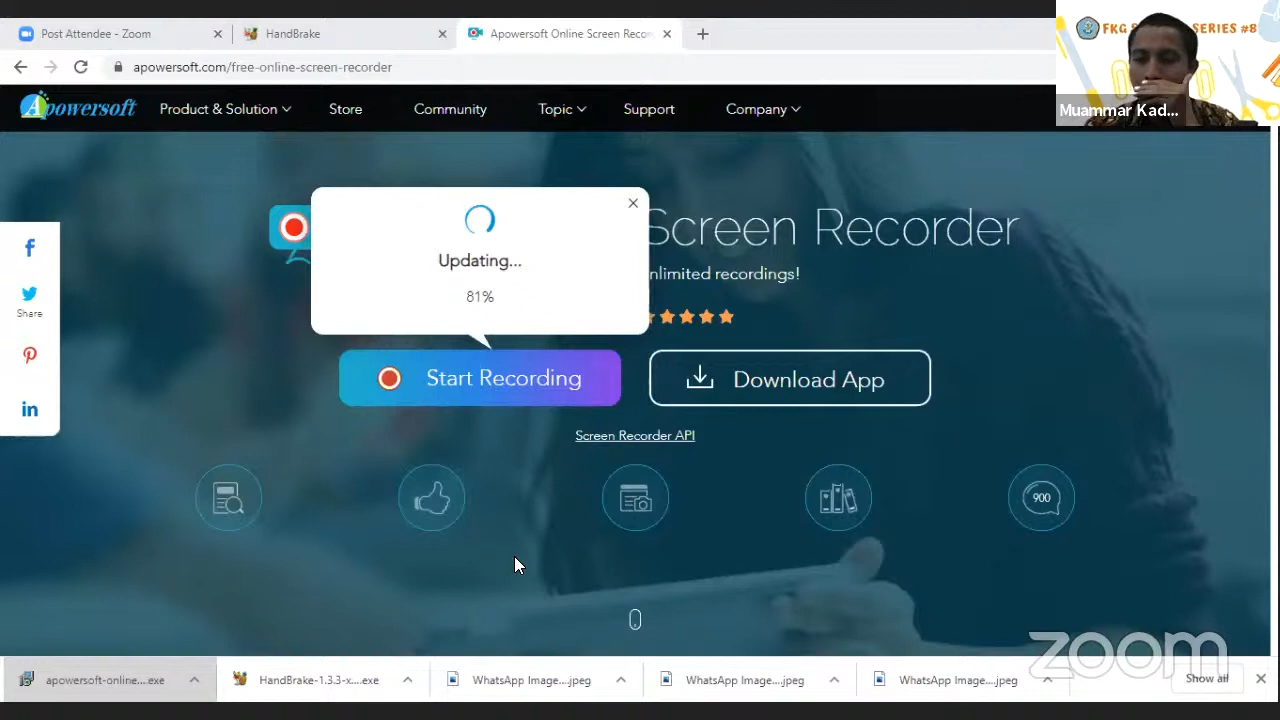 Post Attendee - Zoom
HandBrake
Apowersoft Online Screen Recor
FKG S
SERIES #8
apowersoft.com/free-online-screen-recorder
Muammar Kad...
Apowersoft
Product & Solution
Store
Community
Topic
Support
Company
Screen Recorder
Updating...
nlimited recordings!
81%
Share
Start Recording
Download App
Screen Recorder API
900
zoom
apowersoft-online....exe
HandBrake-1.3.3-x....exe
WhatsApp Image....jpeg
WhatsApp Image....jpeg
WhatsApp Image....jpeg
Show all